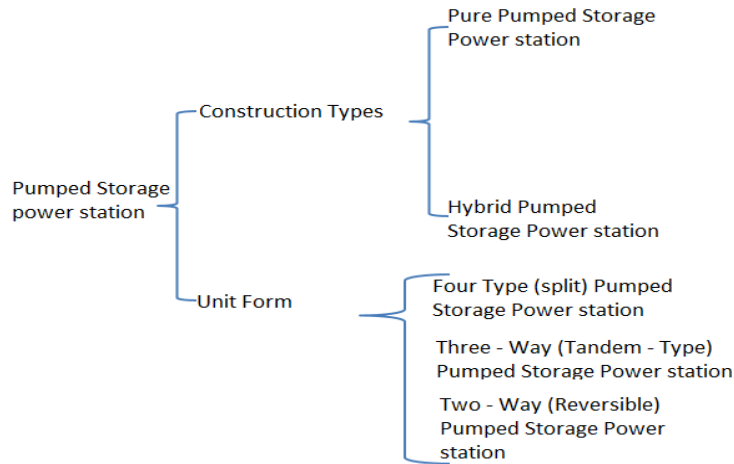 Pure Pumped Storage
Power station
Construction Types
Pumped Storage
power station
Hybrid Pumped
Storage Power station
Unit Form
Four Type (split) Pumped
Storage Power station
Three - Way (Tandem - Type)
Pumped Storage Power station
Two - Way (Reversible)
Pumped Storage Power
station